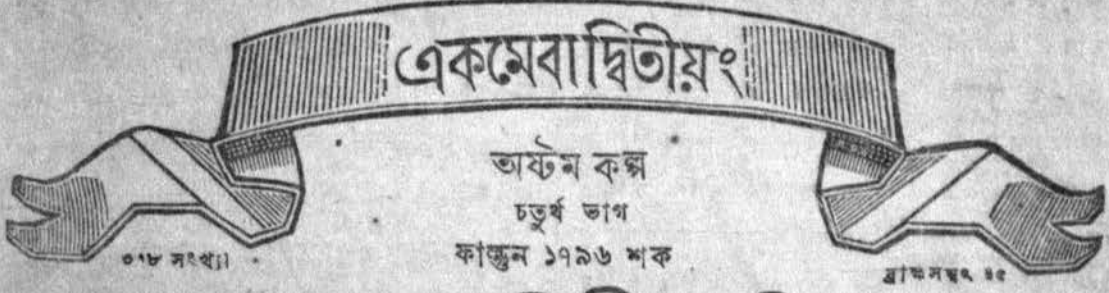 একমেবাদ্বিতীয়ং
অষ্টম কল্প
চতুর্থ ভাগ
ফাল্গুন ১৭৯৬ শক
৩৭৮ সংখ্যা
ব্রাহ্মসম্বৎ ৪৫